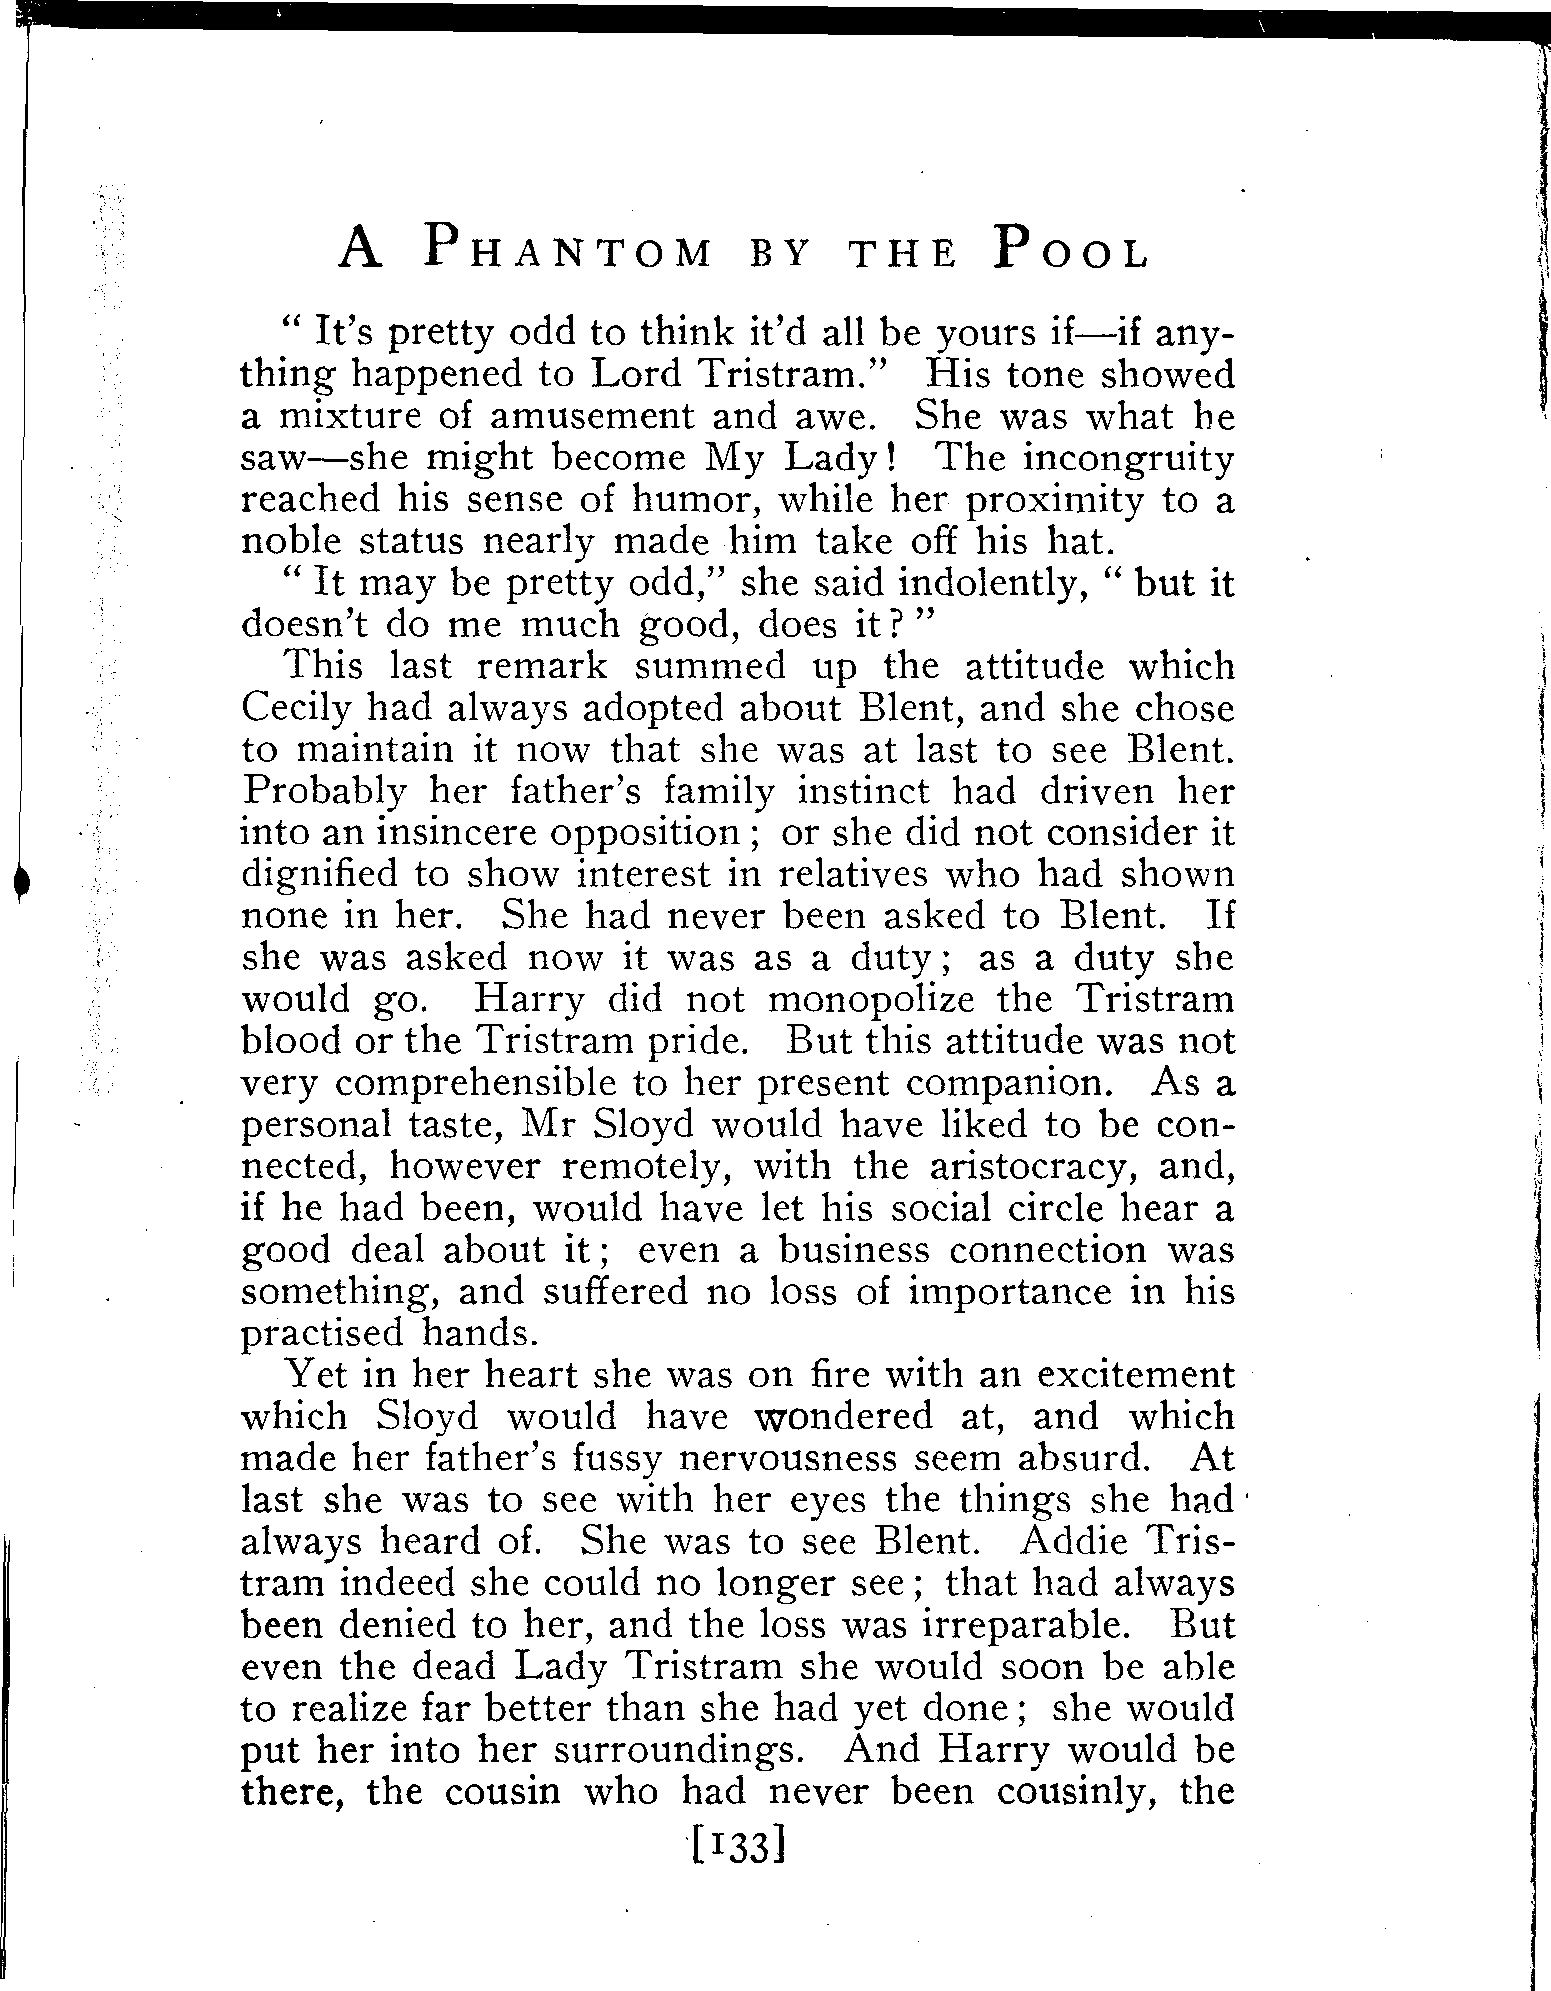 A Phantom by the Pool
“ It's pretty odd to think it'd all be yours if—if any-
thing happened to Lord Tristram.” His tone showed
a mixture of amusement and awe. She was what he
saw—she might become My Lady! The incongruity
reached his sense of humor, while her proximity to a
noble status nearly made him take off his hat.
“ It may be pretty odd,” she said indolently, “ but it
doesn't do me much good, does it? ”
This last remark summed up the attitude which
Cecily had always adopted about Blent, and she chose
to maintain it now that she was at last to see Blent.
Probably her father's family instinct had driven her
into an insincere opposition; or she did not consider it
dignified to show interest in relatives who had shown
none in her. She had never been asked to Blent. If
she was asked now it was as a duty; as a duty she
would go. Harry did not monopolize the Tristram
blood or the Tristram pride. But this attitude was not
very comprehensible to her present companion. As a
personal taste, Mr Sloyd would have liked to be con-
nected, however remotely, with the aristocracy, and,
if he had been, would have let his social circle hear a
good deal about it; even a business connection was
something, and suffered no loss of importance in his
practised hands.
Yet in her heart she was on fire with an excitement
which Sloyd would have wondered at, and which
made her father's fussy nervousness seem absurd. At
last she was to see with her eyes the things she had
always heard of. She was to see Blent. Addie Tris-
tram indeed she could no longer see; that had always
been denied to her, and the loss was irreparable. But
even the dead Lady Tristram she would soon be able
to realize far better than she had yet done; she would
put her into her surroundings. And Harry would be
there, the cousin who had never been cousinly, the
[133]